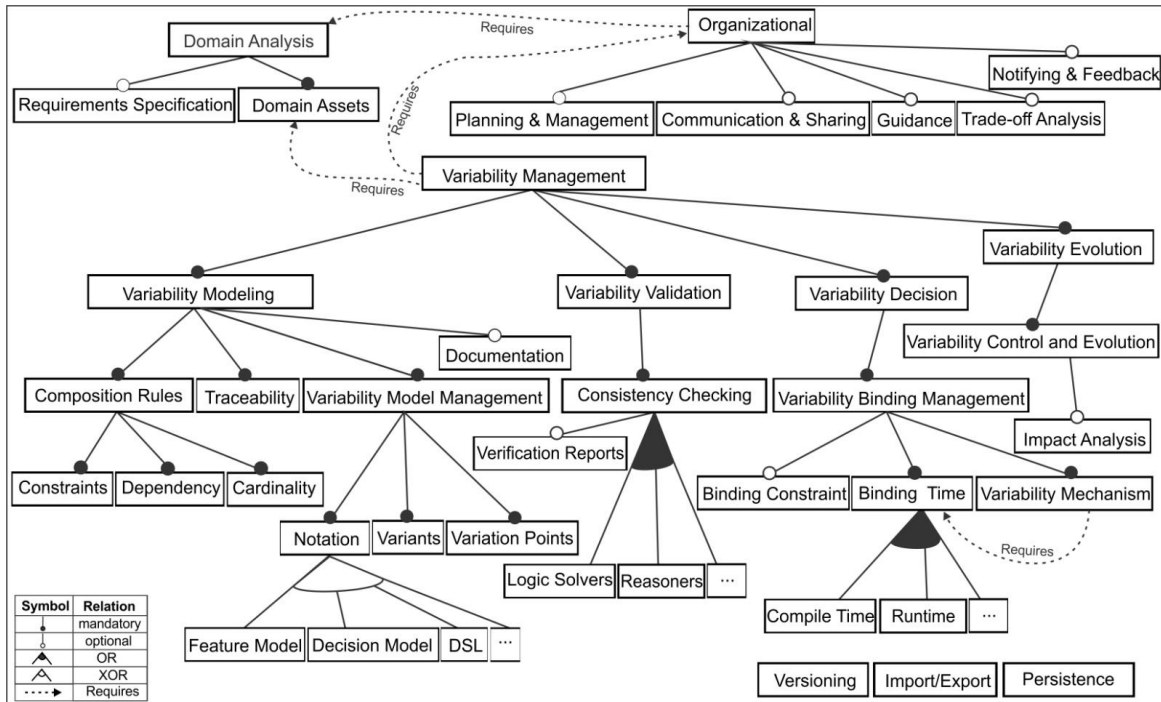 Organizational
Requires
Domain Analysis
Notifying & Feedback
Requirements Specification
Domain Assets
Planning & Management
Communication & Sharing
Guidance
Trade-off Analysis
Requires
Requires
Variability Management
Variability Evolution
Variability Modeling
Variability Validation
Variability Decision
Documentation
Variability Control and Evolution
Composition Rules
Traceability
Variability Model Management
Consistency Checking
Variability Binding Management
Verification Reports
Impact Analysis
Constraints
Dependency
Cardinality
Binding Constraint
Binding Time
Variability Mechanism
Notation
Variants
Variation Points
Requires
Logic Solvers
Reasoners
...
Compile Time
Runtime
...
Feature Model
Decision Model
DSL
...
Symbol Relation
mandatory
optional
OR
XOR
Requires
Versioning
Import/Export
Persistence